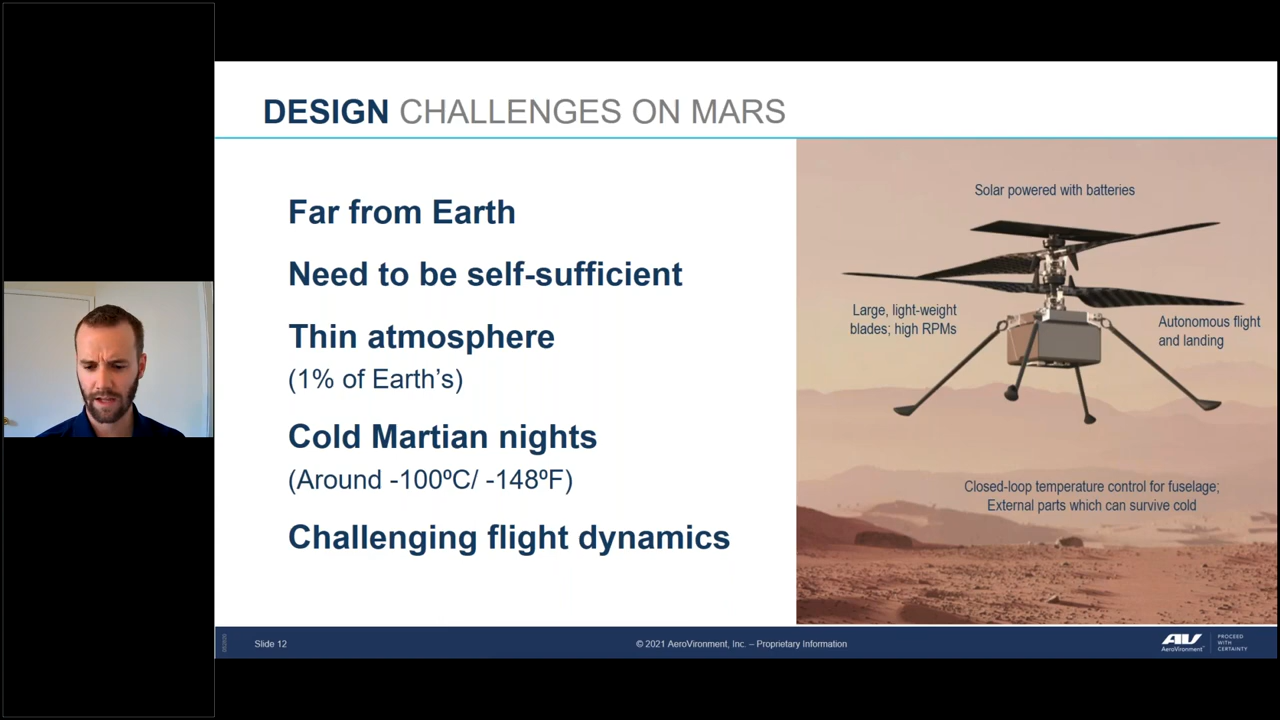 DESIGN CHALLENGES ON MARS
Far from Earth
Need to be self-sufficient
Thin atmosphere
(1% of Earth’s)
Cold Martian nights
(Around -100ºC/ -148ºF)
Challenging flight dynamics
Solar powered with batteries
Large, light-weight
blades; high RPMs
Autonomous flight
and landing
Closed-loop temperature control for fuselage;
External parts which can survive cold
Slide 12
© 2021 AeroVironment, Inc. – Proprietary Information
AV
AeroVironment
PROCEED
WITH
CERTAINTY